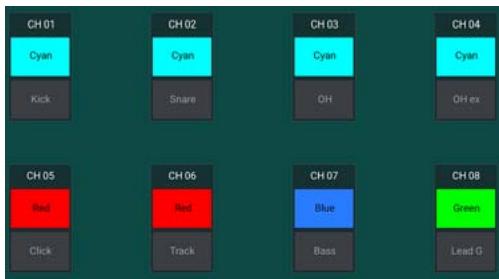 CH 01 CH 02 CH 03 CH 04
Cyan Cyan Cyan Cyan
Kick Snare OH OH ex
CH 05 CH 06 CH 07 CH 08
Red Red Blue Green
Click Track Bass Lead G